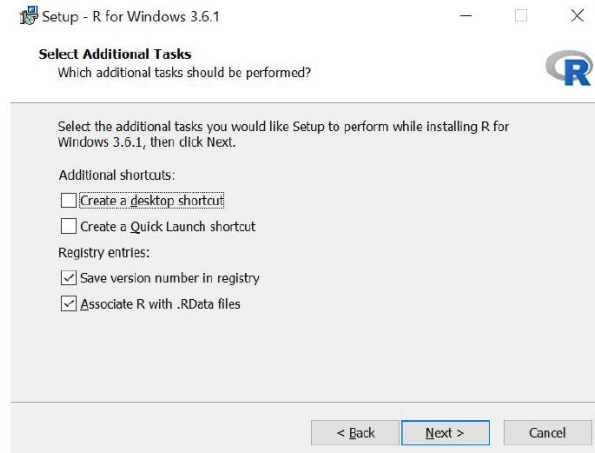 Setup - R for Windows 3.6.1
Select Additional Tasks
Which additional tasks should be performed?
R
Select the additional tasks you would like Setup to perform while installing R for
Windows 3.6.1, then click Next.
Additional shortcuts:
Create a desktop shortcut
Create a Quick Launch shortcut
Registry entries:
Save version number in registry
Associate R with .RData files
< Back
Next >
Cancel